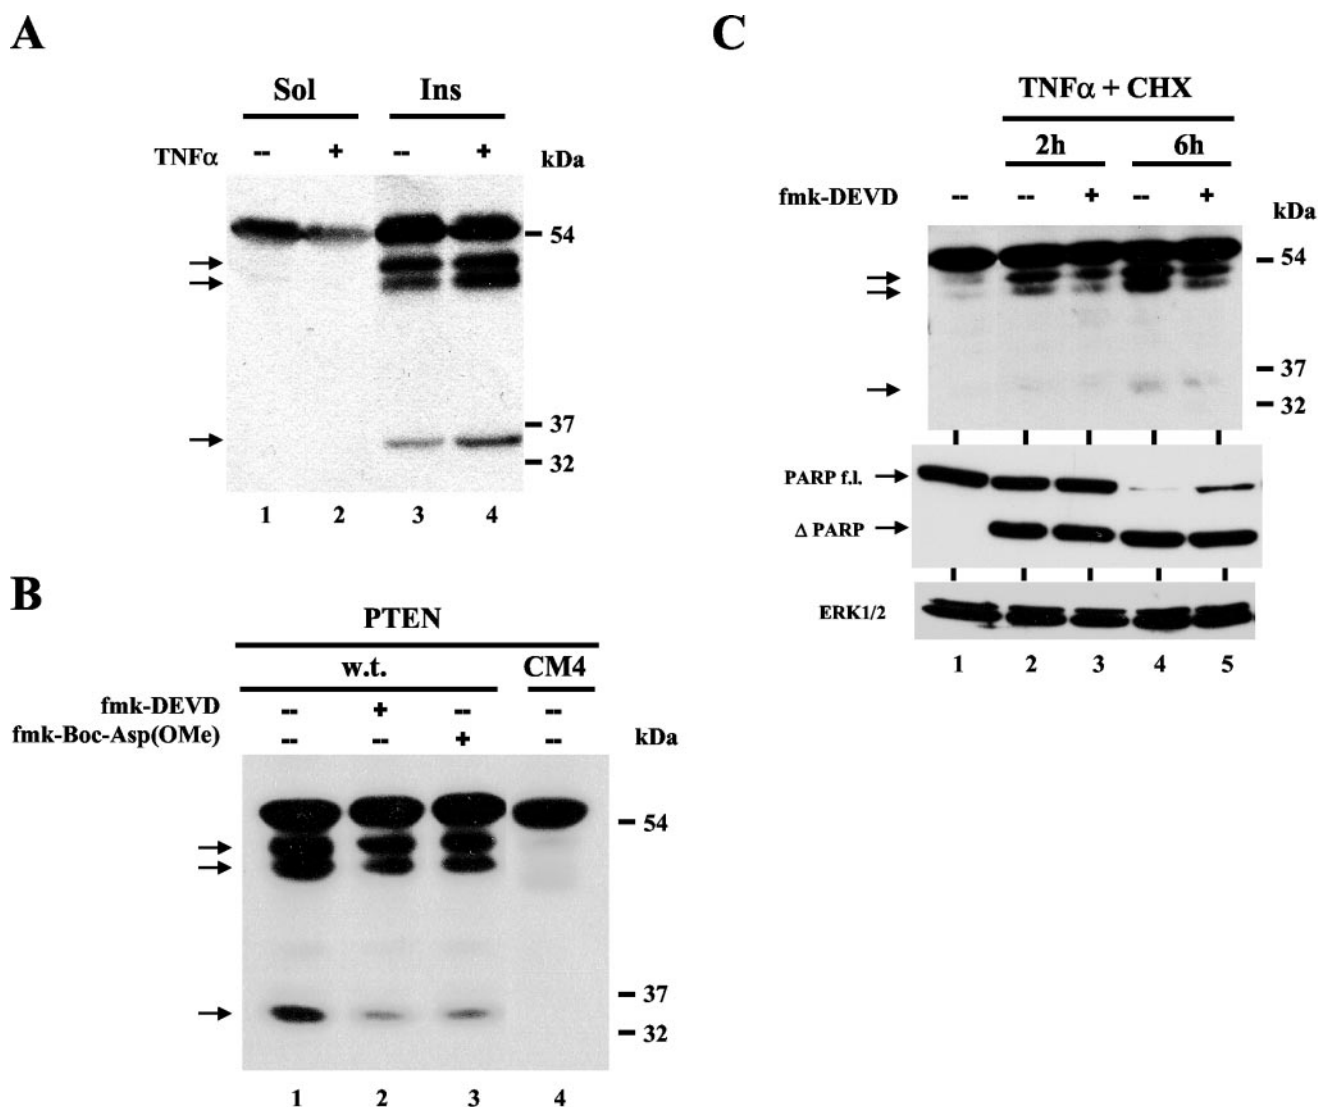 A
Sol Ins
TNFα -- + -- + kDa
54
37
32
1 2 3 4
B
PTEN
w.t. CM4
fmk-DEVD -- + -- --
fmk-Boc-Asp(OMe) -- -- + -- kDa
54
37
32
1 2 3 4
C
TNFα + CHX
2h 6h
fmk-DEVD -- -- + -- + kDa
54
37
32
PARP f.l.
Δ PARP
ERK1/2
1 2 3 4 5